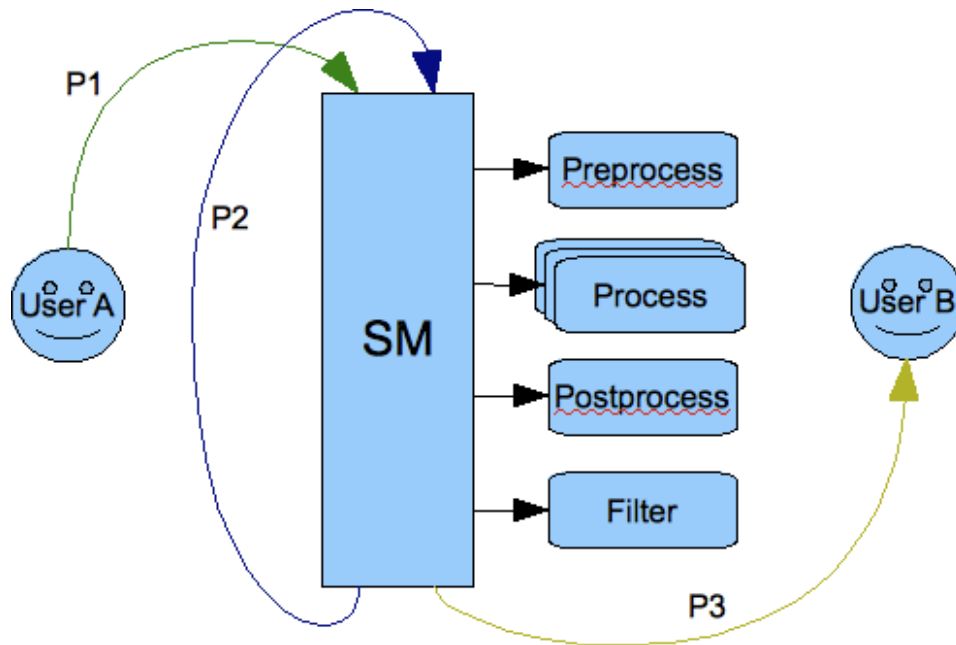 P1
P2
User A
SM
Preprocess
Process
Postprocess
Filter
User B
P3